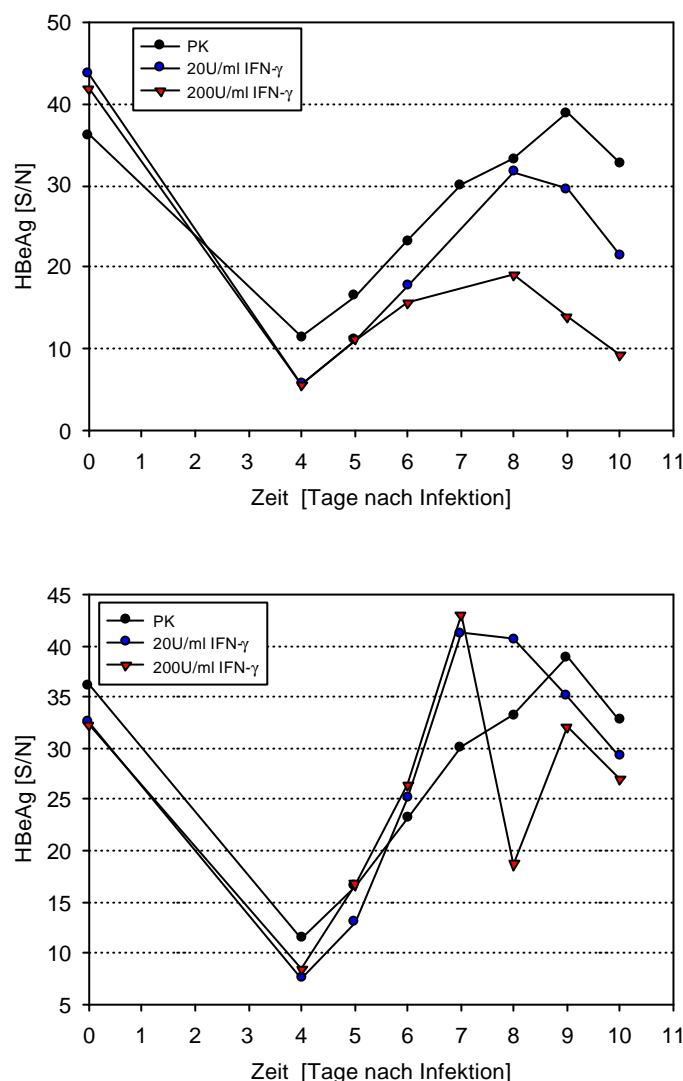 50
40
30
20
10
0
HBeAg [S/N]
PK
20U/ml IFN-γ
200U/ml IFN-γ
0 1 2 3 4 5 6 7 8 9 10 11
Zeit [Tage nach Infektion]
45
40
35
30
25
20
15
10
5
HBeAg [S/N]
PK
20U/ml IFN-γ
200U/ml IFN-γ
0 1 2 3 4 5 6 7 8 9 10 11
Zeit [Tage nach Infektion]